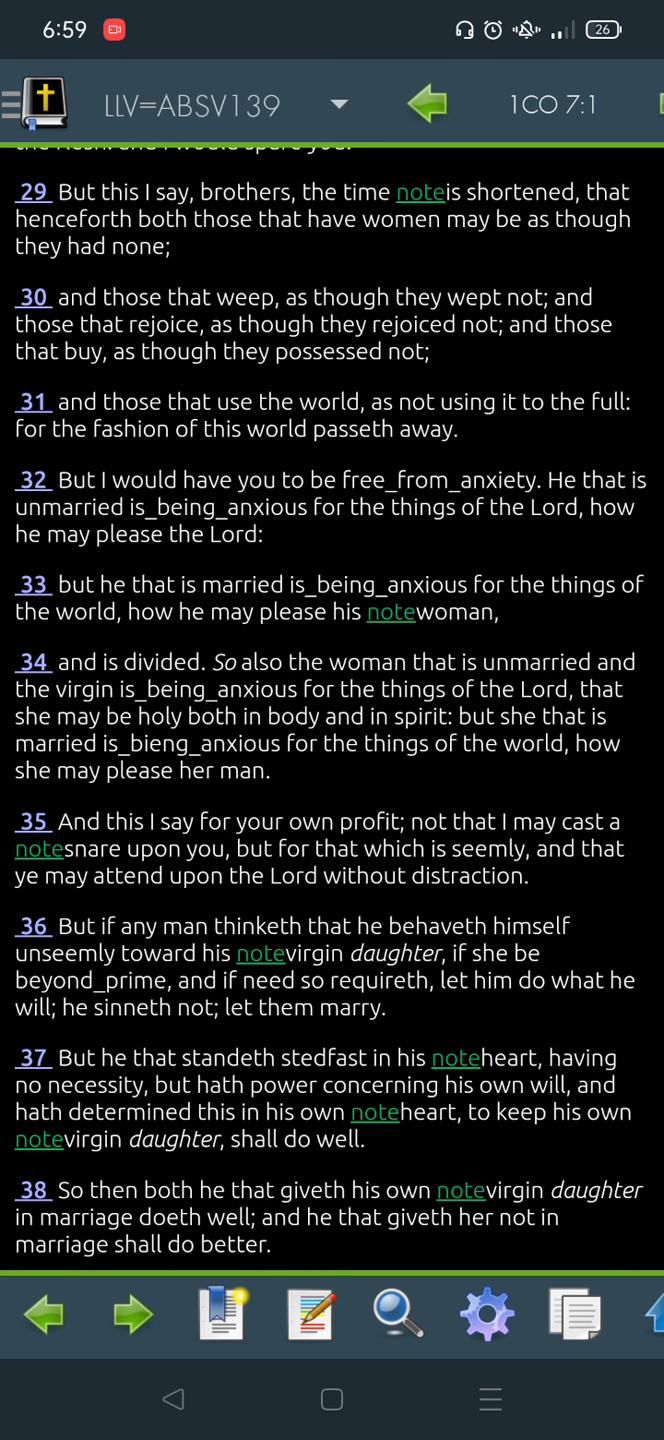 6:59
26
LLV=ABSV139
1CO 7:1
the flesh: and I would spare you.
29 But this I say, brothers, the time noteis shortened, that
henceforth both those that have women may be as though
they had none;
30 and those that weep, as though they wept not; and
those that rejoice, as though they rejoiced not; and those
that buy, as though they possessed not;
31 and those that use the world, as not using it to the full:
for the fashion of this world passeth away.
32 But I would have you to be free_from_anxiety. He that is
unmarried is_being_anxious for the things of the Lord, how
he may please the Lord:
33 but he that is married is_being_anxious for the things of
the world, how he may please his notewoman,
34 and is divided. So also the woman that is unmarried and
the virgin is_being_anxious for the things of the Lord, that
she may be holy both in body and in spirit: but she that is
married is_bieng_anxious for the things of the world, how
she may please her man.
35 And this I say for your own profit; not that I may cast a
notesnare upon you, but for that which is seemly, and that
ye may attend upon the Lord without distraction.
36 But if any man thinketh that he behaveth himself
unseemly toward his notevirgin daughter, if she be
beyond_prime, and if need so requireth, let him do what he
will; he sinneth not; let them marry.
37 But he that standeth stedfast in his noteheart, having
no necessity, but hath power concerning his own will, and
hath determined this in his own noteheart, to keep his own
notevirgin daughter, shall do well.
38 So then both he that giveth his own notevirgin daughter
in marriage doeth well; and he that giveth her not in
marriage shall do better.